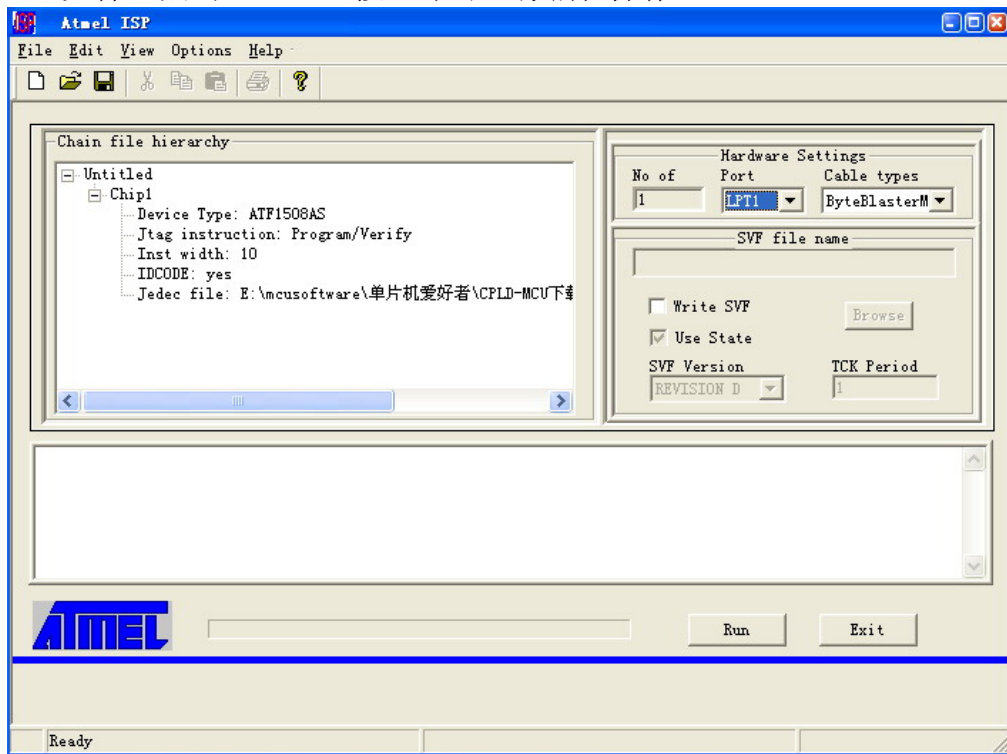 Atmel ISP
File Edit View Options Help
Chain file hierarchy
Untitled
Chip1
Device Type: ATF1508AS
Jtag instruction: Program/Verify
Inst width: 10
IDCODE: yes
Jedec file: E:\mcusoftware\单片机爱好者\CPLD-MCU下载
Hardware Settings
No of Port Cable types
1 LPT1 ByteBlasterM
SVF file name
Write SVF
Browse
Use State
SVF Version TCK Period
REVISION D 1
ATMEL
Run Exit
Ready